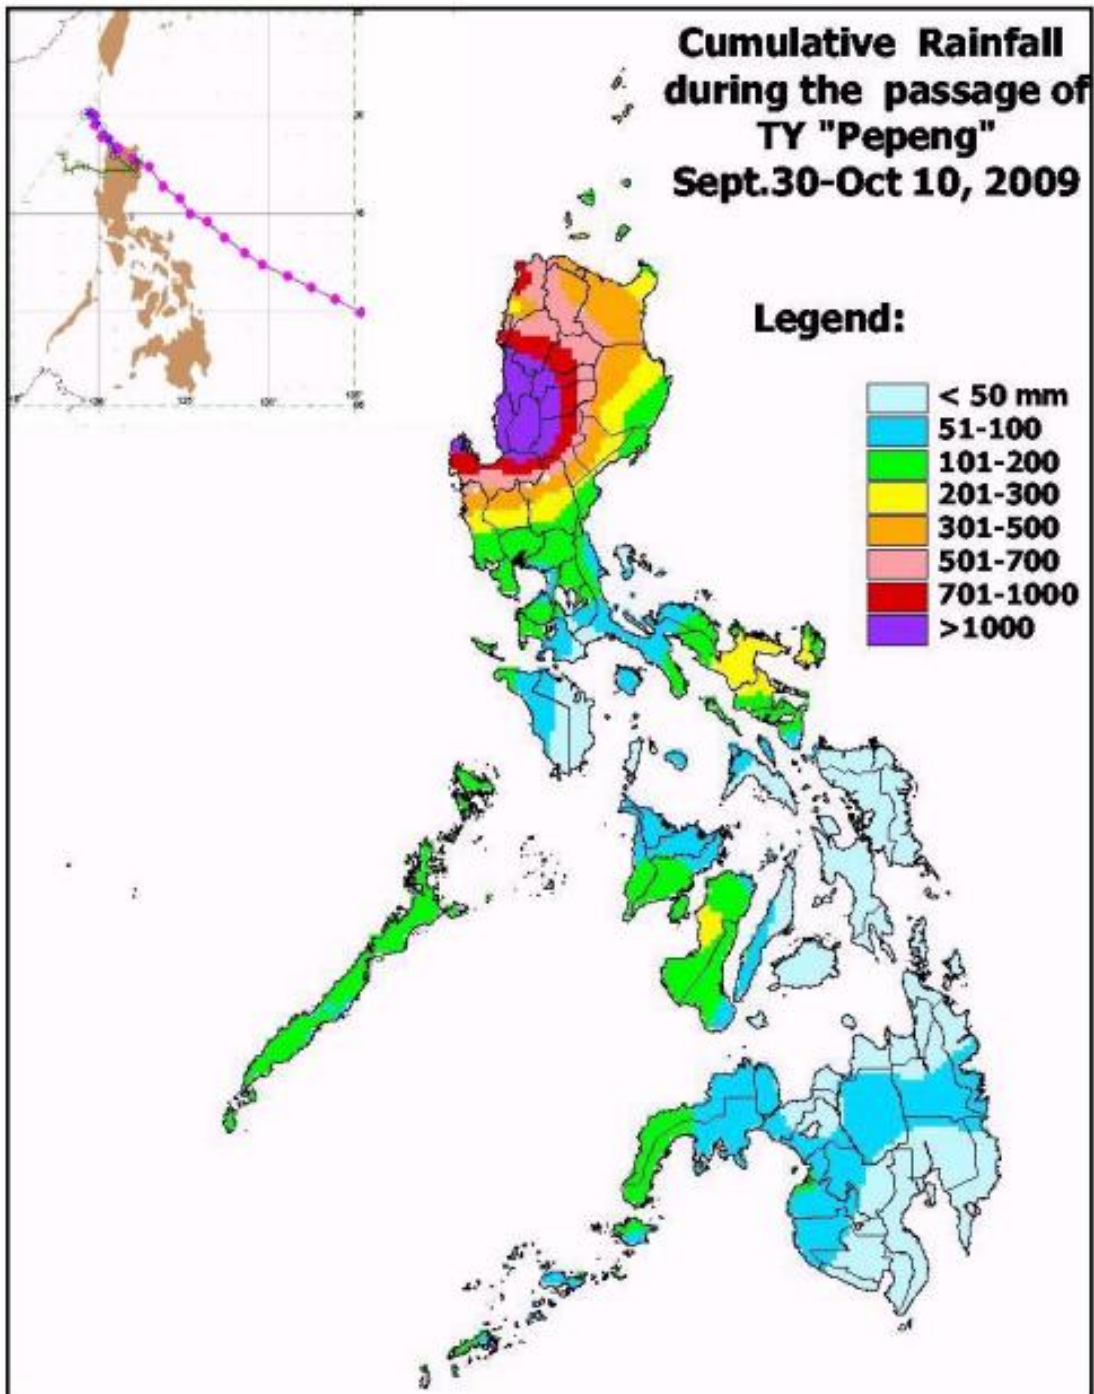 Cumulative Rainfall
during the passage of
TY "Pepeng"
Sept.30-Oct 10, 2009
Legend:
< 50 mm
51-100
101-200
201-300
301-500
501-700
701-1000
>1000